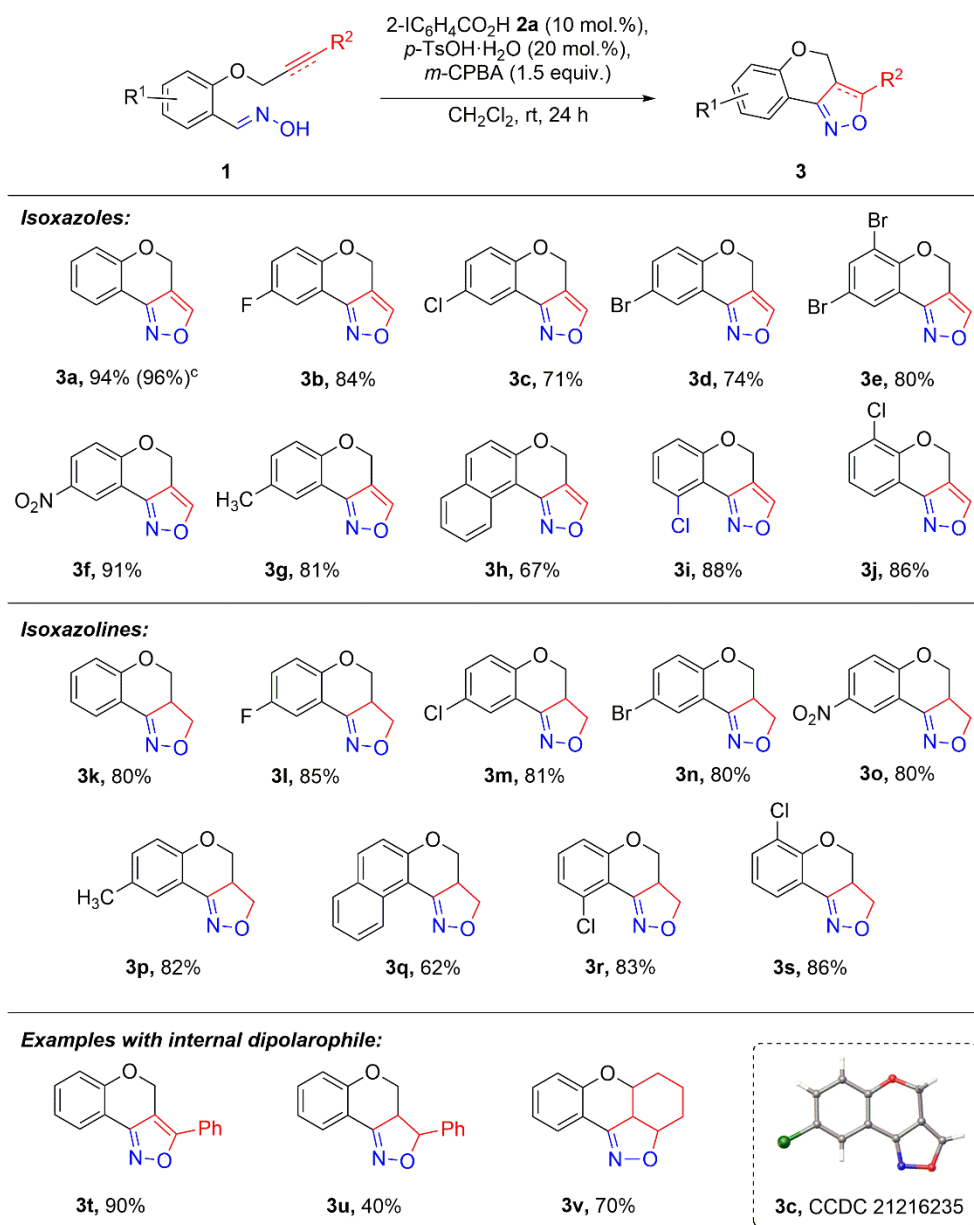 2-IC₆H₄CO₂H 2a (10 mol.%),
p-TsOH·H₂O (20 mol.%),
m-CPBA (1.5 equiv.)
CH₂Cl₂, rt, 24 h
R¹ O R² N OH
1
O R² R¹ N O
3
Isoxazoles:
O N O
F O N O
Cl O N O
Br O N O
Br Br O N O
3a, 94% (96%)ᶜ
3b, 84%
3c, 71%
3d, 74%
3e, 80%
O₂N O N O
H₃C O N O
O N O
O Cl N O
Cl O N O
3f, 91%
3g, 81%
3h, 67%
3i, 88%
3j, 86%
Isoxazolines:
O N O
F O N O
Cl O N O
Br O N O
O₂N O N O
3k, 80%
3l, 85%
3m, 81%
3n, 80%
3o, 80%
H₃C O N O
O N O
O Cl N O
Cl O N O
3p, 82%
3q, 62%
3r, 83%
3s, 86%
Examples with internal dipolarophile:
O Ph N O
O Ph N O
O N O
3t, 90%
3u, 40%
3v, 70%
3c, CCDC 21216235